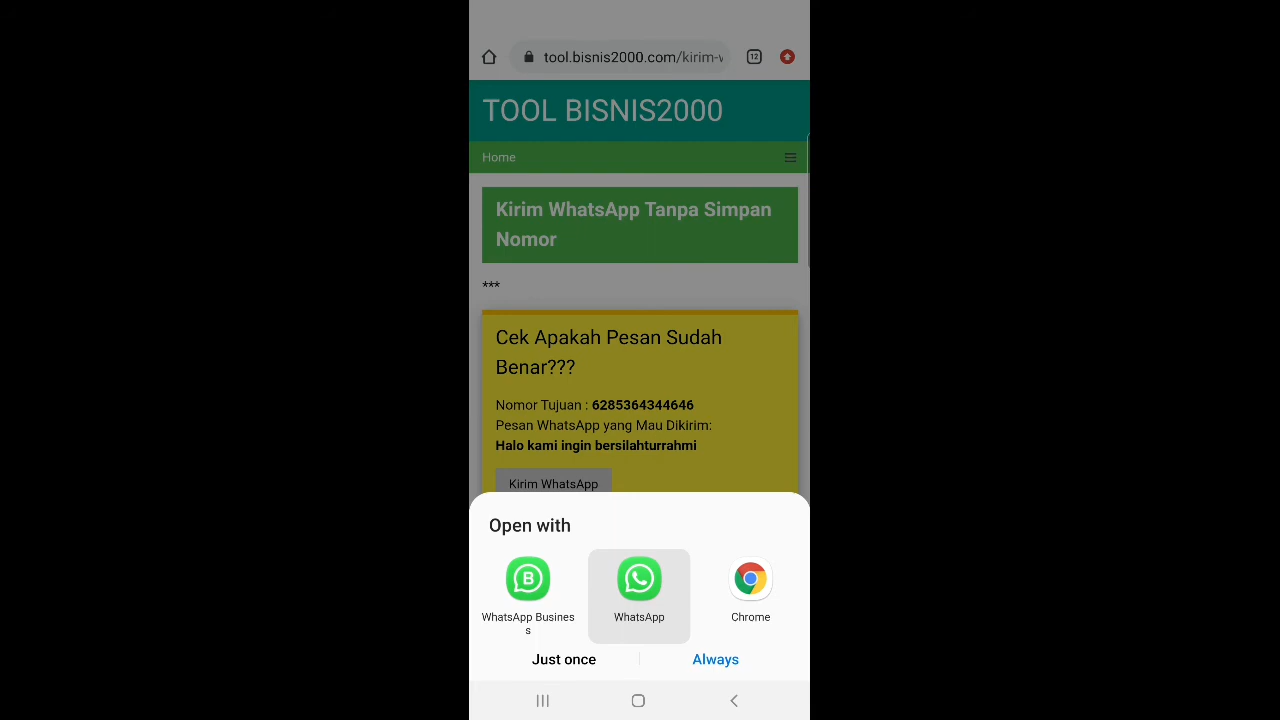 tool.bisnis2000.com/kirim-v
12
TOOL BISNIS2000
Home
Kirim WhatsApp Tanpa Simpan
Nomor
***
Cek Apakah Pesan Sudah
Benar???
Nomor Tujuan : 6285364344646
Pesan WhatsApp yang Mau Dikirim:
Halo kami ingin bersilahturrahmi
Kirim WhatsApp
Open with
B
WhatsApp Busines
s
WhatsApp
Chrome
Just once
Always